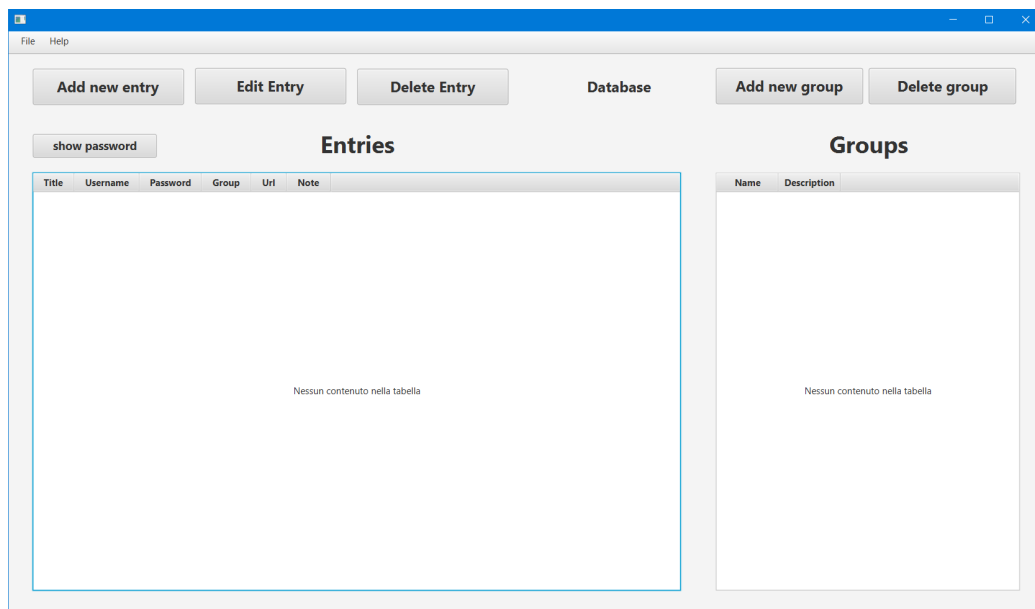 File Help
Add new entry Edit Entry Delete Entry Database Add new group Delete group
show password Entries Groups
Title Username Password Group Url Note Name Description
Nessun contenuto nella tabella Nessun contenuto nella tabella